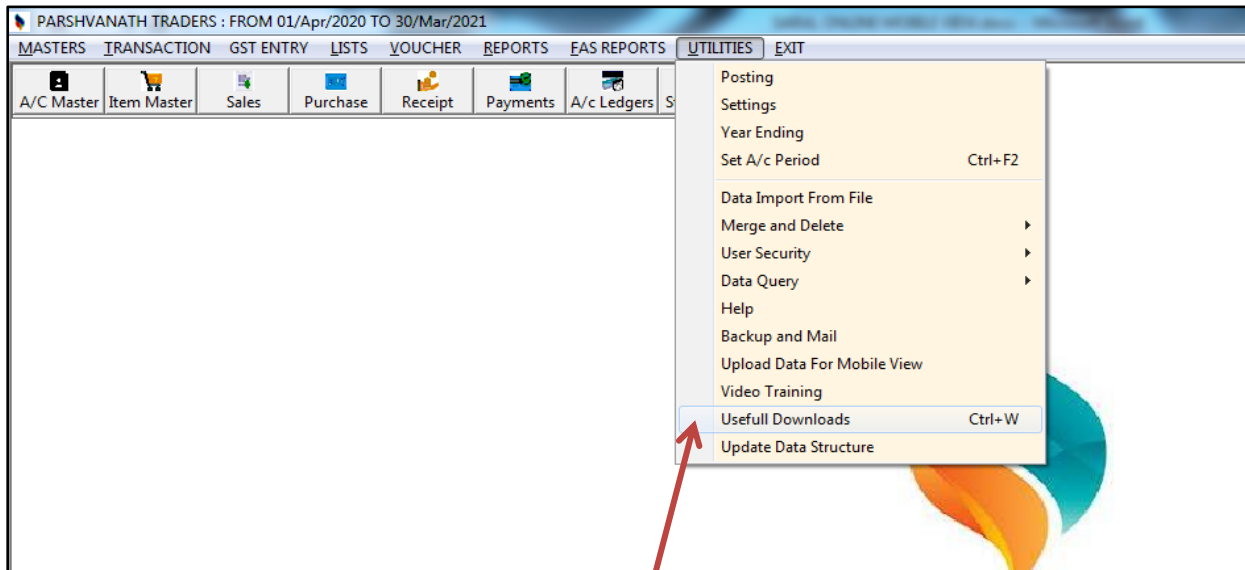 PARSHVANATH TRADERS : FROM 01/Apr/2020 TO 30/Mar/2021
MASTERS TRANSACTION GST ENTRY LISTS VOUCHER REPORTS EAS REPORTS UTILITIES EXIT
A/C Master Item Master Sales Purchase Receipt Payments A/c Ledgers
Posting
Settings
Year Ending
Set A/c Period Ctrl+F2
Data Import From File
Merge and Delete
User Security
Data Query
Help
Backup and Mail
Upload Data For Mobile View
Video Training
Usefull Downloads Ctrl+W
Update Data Structure